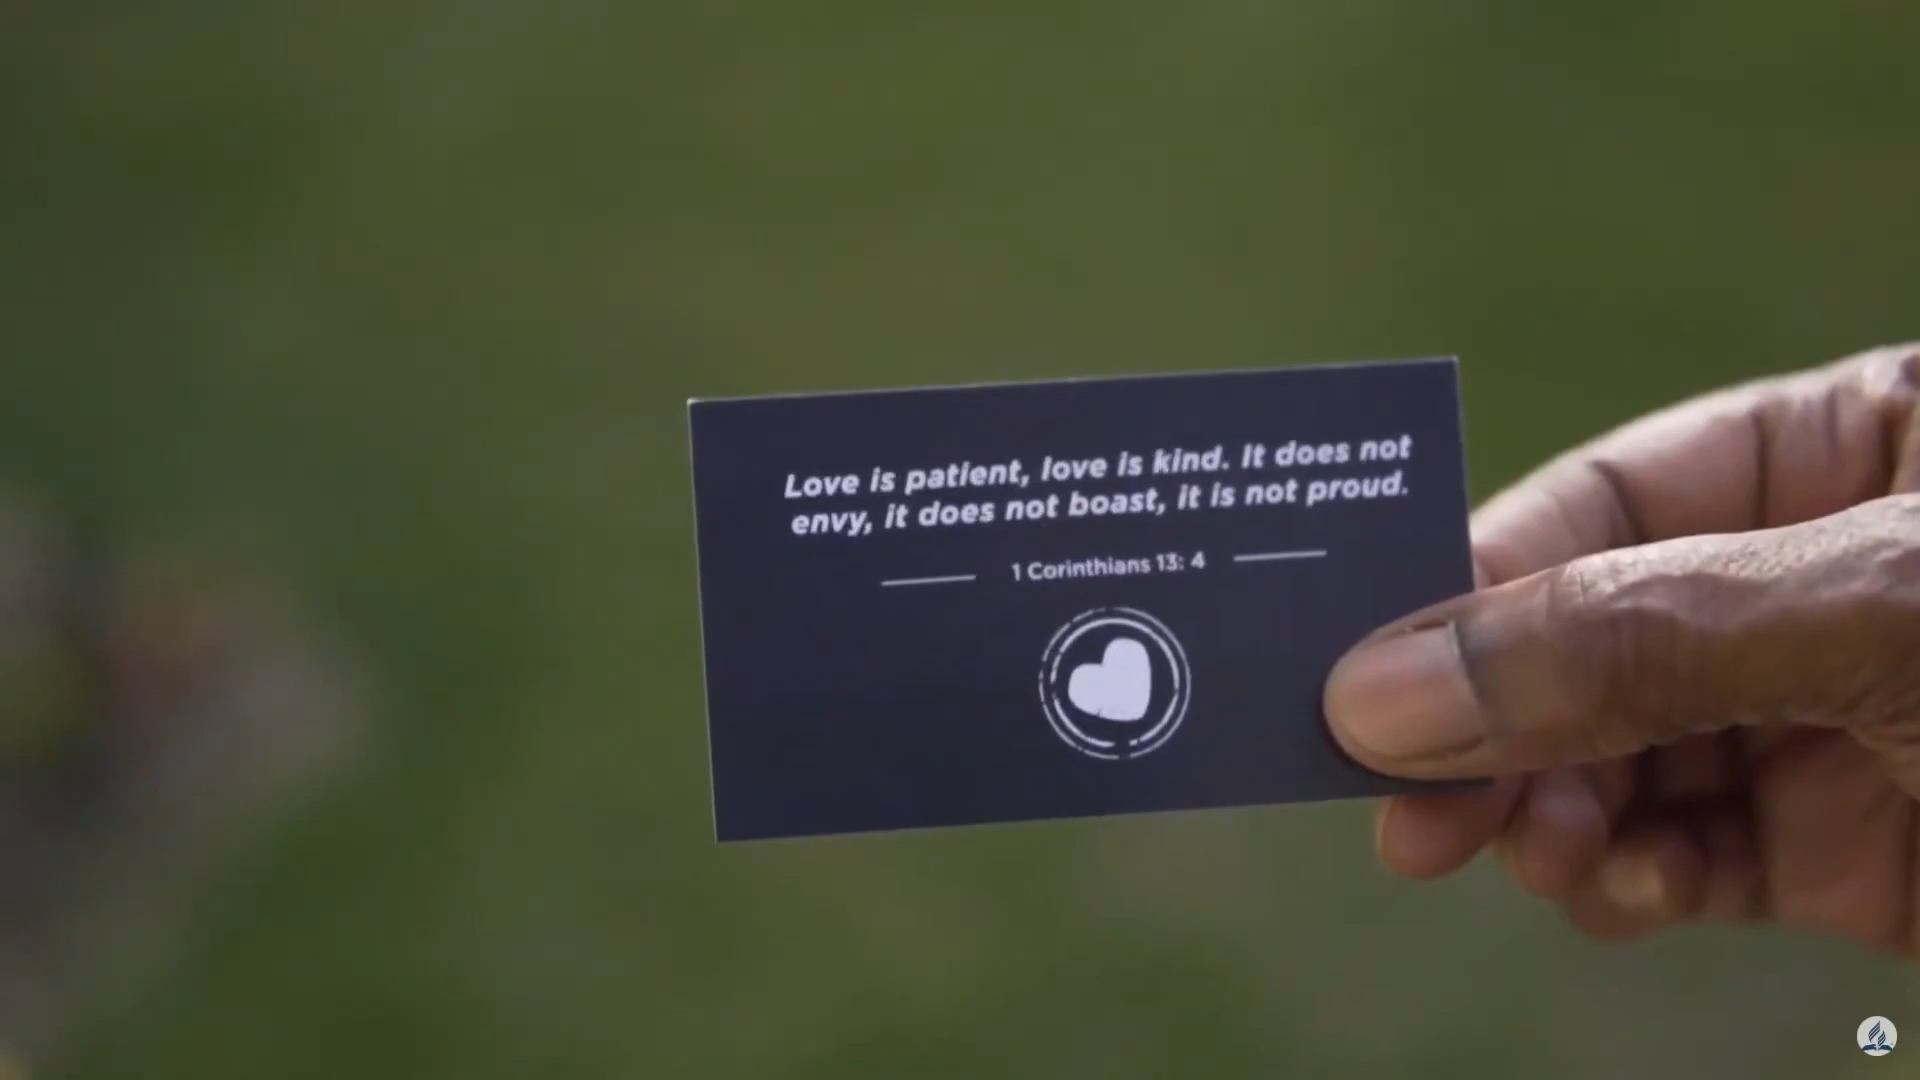 Love is patient, love is kind. It does not
envy, it does not boast, it is not proud.
1 Corinthians 13: 4